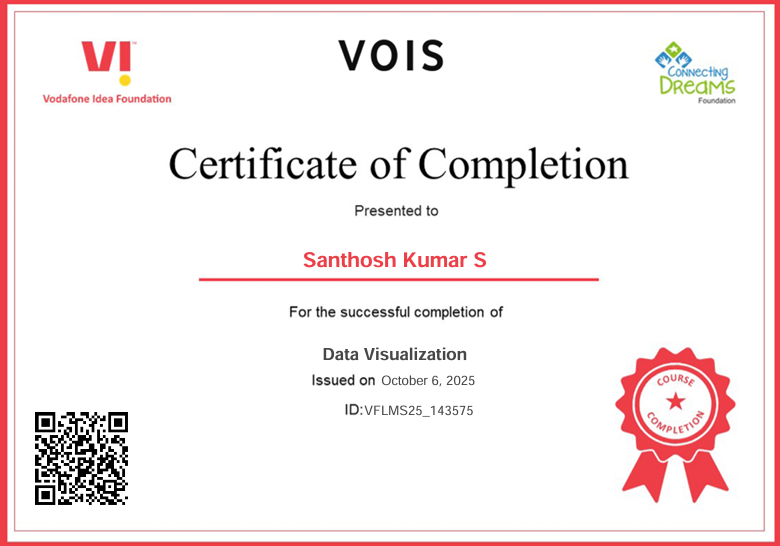 VI™
Vodafone Idea Foundation
VOIS
Connecting
Dreams
Foundation
Certificate of Completion
Presented to
Santhosh Kumar S
For the successful completion of
Data Visualization
Issued on October 6, 2025
ID:VFLMS25_143575
COURSE
COMPLETION